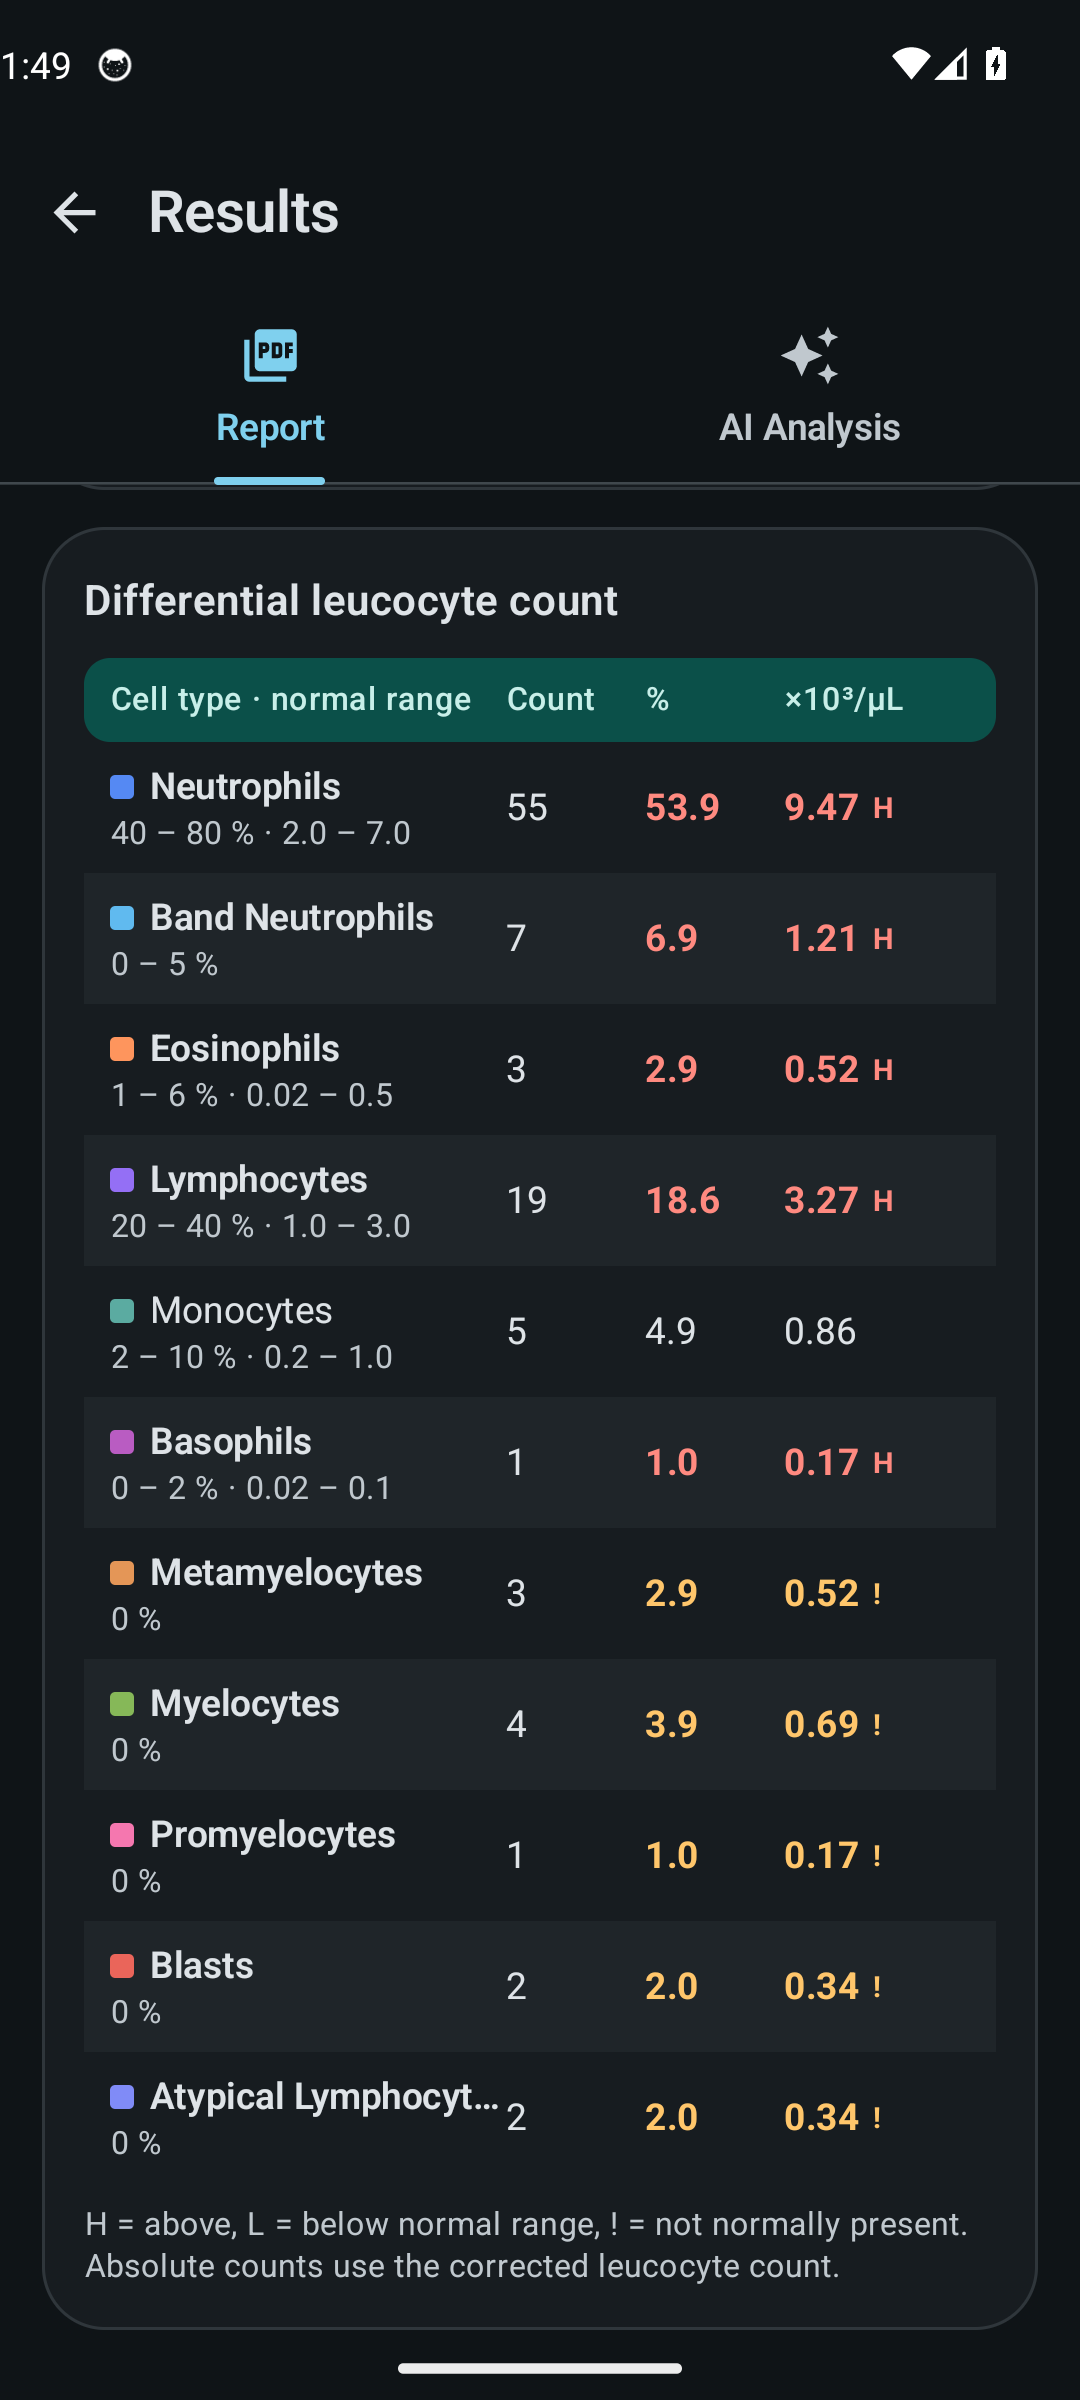 1:49
Results
PDF
Report
AI Analysis
Differential leucocyte count
Cell type · normal range Count % ×10³/µL
Neutrophils
40 – 80 % · 2.0 – 7.0
55 53.9 9.47 H
Band Neutrophils
0 – 5 %
7 6.9 1.21 H
Eosinophils
1 – 6 % · 0.02 – 0.5
3 2.9 0.52 H
Lymphocytes
20 – 40 % · 1.0 – 3.0
19 18.6 3.27 H
Monocytes
2 – 10 % · 0.2 – 1.0
5 4.9 0.86
Basophils
0 – 2 % · 0.02 – 0.1
1 1.0 0.17 H
Metamyelocytes
0 %
3 2.9 0.52 !
Myelocytes
0 %
4 3.9 0.69 !
Promyelocytes
0 %
1 1.0 0.17 !
Blasts
0 %
2 2.0 0.34 !
Atypical Lymphocyt...
0 %
2 2.0 0.34 !
H = above, L = below normal range, ! = not normally present.
Absolute counts use the corrected leucocyte count.